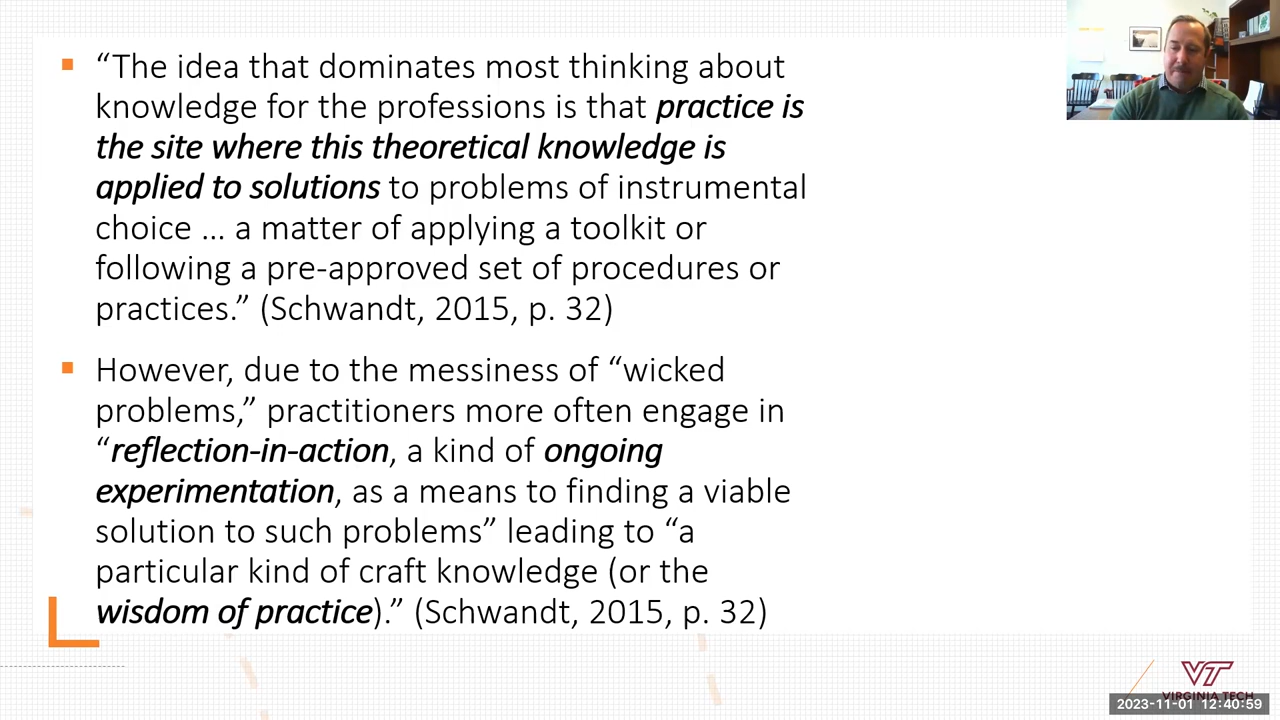 “The idea that dominates most thinking about
knowledge for the professions is that practice is
the site where this theoretical knowledge is
applied to solutions to problems of instrumental
choice … a matter of applying a toolkit or
following a pre-approved set of procedures or
practices.” (Schwandt, 2015, p. 32)
However, due to the messiness of “wicked
problems,” practitioners more often engage in
“reflection-in-action, a kind of ongoing
experimentation, as a means to finding a viable
solution to such problems” leading to “a
particular kind of craft knowledge (or the
wisdom of practice).” (Schwandt, 2015, p. 32)
VT
VIRGINIA TECH
2023-11-01 12:40:59